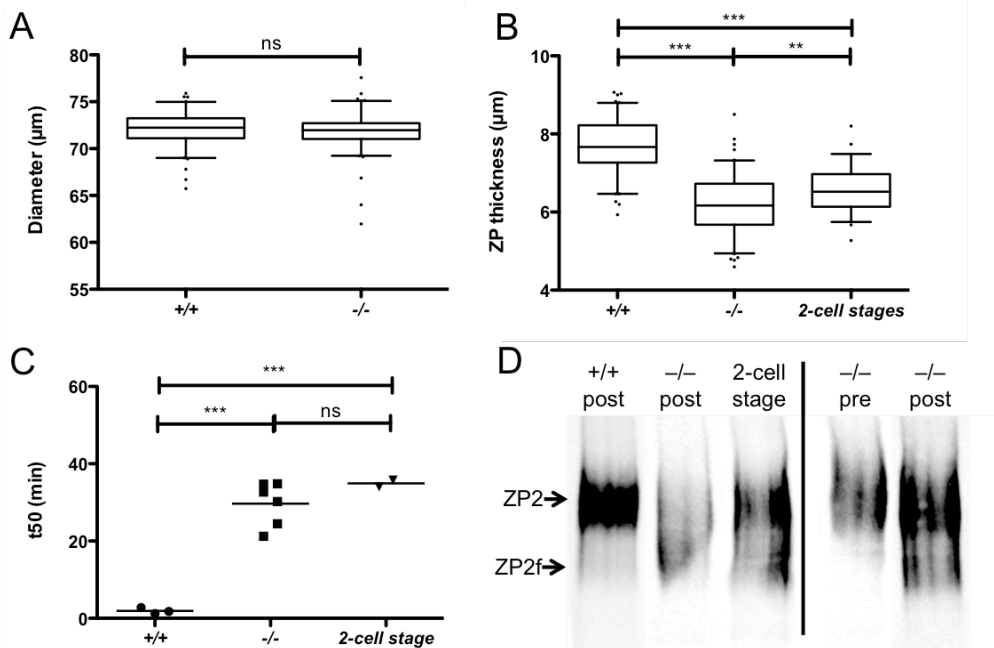 A
Diameter (µm)
80
75
70
65
60
55
ns
+/+
-/-
B
ZP thickness (µm)
10
8
6
4
***
***
**
+/+
-/-
2-cell stages
C
t50 (min)
60
40
20
0
***
***
ns
+/+
-/-
2-cell stage
D
+/+ –/– 2-cell –/– –/–
post post stage pre post
ZP2
ZP2f